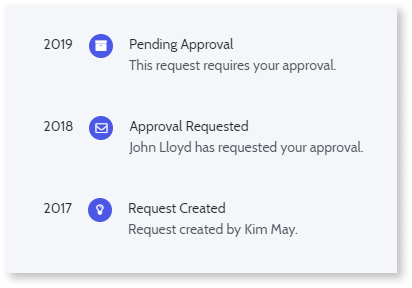 2019 Pending Approval
This request requires your approval.
2018 Approval Requested
John Lloyd has requested your approval.
2017 Request Created
Request created by Kim May.